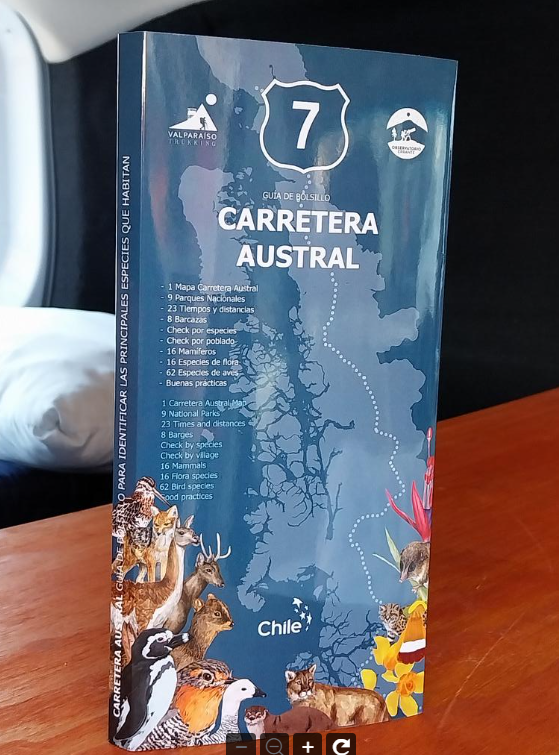 VALPARAÍSO
TREKKING
7
OBSERVATORIO
GUÍA DE BOLSILLO
CARRETERA
AUSTRAL
- 1 Mapa Carretera Austral
- 9 Parques Nacionales
- 23 Tiempos y distancias
- 8 Barcazas
- Check por especies
- Check por poblado
- 16 Mamíferos
- 16 Especies de flora
- 62 Especies de aves
- Buenas prácticas
1 Carretera Austral Map
9 National Parks
23 Times and distances
8 Barges
Check by species
Check by village
16 Mammals
16 Flora species
62 Bird species
ood practices
Chile
CARRETERA AUSTRAL GUÍA DE BOLSILLO PARA IDENTIFICAR LAS PRINCIPALES ESPECIES QUE HABITAN